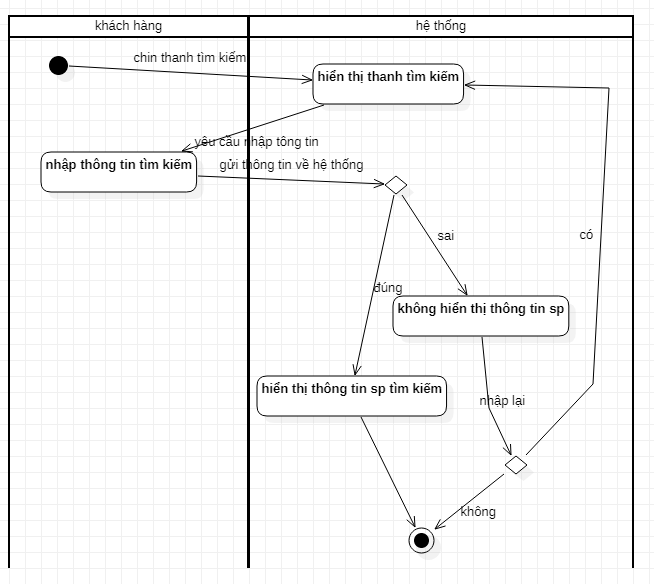 khách hàng
hệ thống
chin thanh tìm kiếm
hiển thị thanh tìm kiếm
yêu cầu nhập tông tin
nhập thông tin tìm kiếm
gửi thông tin về hệ thống
sai
có
đúng
không hiển thị thông tin sp
hiển thị thông tin sp tìm kiếm
nhập lại
không